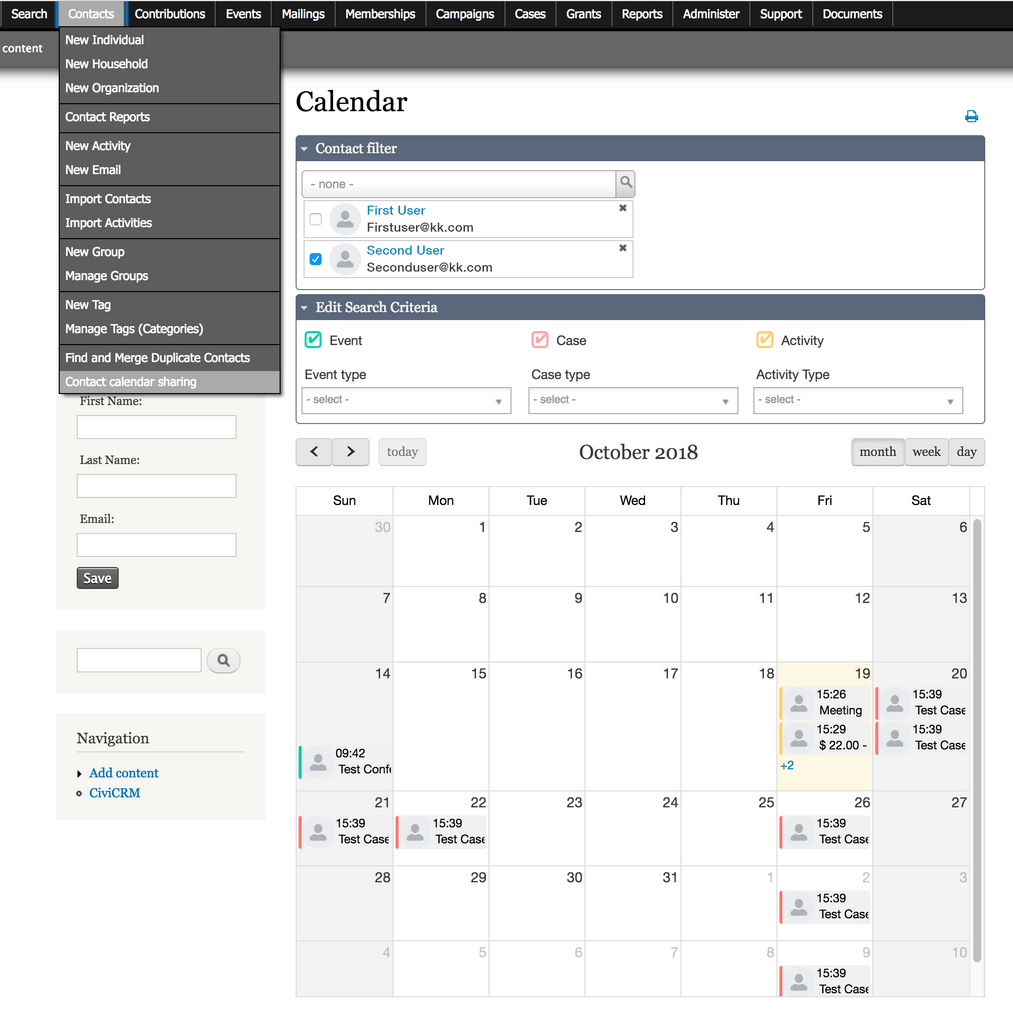 Search Contacts Contributions Events Mailings Memberships Campaigns Cases Grants Reports Administer Support Documents
content
New Individual
New Household
New Organization
Contact Reports
New Activity
New Email
Import Contacts
Import Activities
New Group
Manage Groups
New Tag
Manage Tags (Categories)
Find and Merge Duplicate Contacts
Contact calendar sharing
First Name:
Last Name:
Email:
Save
Navigation
Add content
CiviCRM
Calendar
Contact filter
- none -
First User
Firstuser@kk.com
Second User
Seconduser@kk.com
Edit Search Criteria
Event Case Activity
Event type Case type Activity Type
- select - - select - - select -
today October 2018 month week day
Sun Mon Tue Wed Thu Fri Sat
30 1 2 3 4 5 6
7 8 9 10 11 12 13
14 15 16 17 18 19 20
15:26 15:39
Meeting Test Case
15:29 15:39
$ 22.00 - Test Case
09:42 +2
Test Confe
21 22 23 24 25 26 27
15:39 15:39 15:39
Test Case Test Case Test Case
28 29 30 31 1 2 3
15:39
Test Case
4 5 6 7 8 9 10
15:39
Test Case